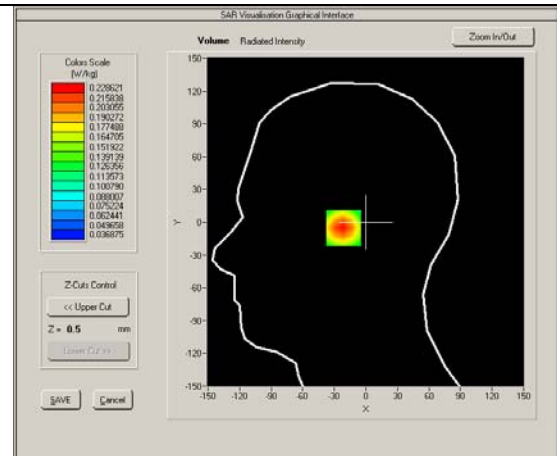 SAR Visualisation Graphical Interface
Volume Radiated Intensity
Zoom In/Out
Colors Scale
(W/kg)
0.228621
0.215838
0.203055
0.190272
0.177488
0.164705
0.151922
0.139139
0.126356
0.113573
0.100790
0.088007
0.075224
0.062441
0.049658
0.036875
Z-Cuts Control
<< Upper Cut
Z = 0.5 mm
Lower Cut >>
SAVE Cancel
150-
120-
90-
60-
30-
Y 0-
-30-
-60-
-90-
-120-
-150-
-150 -120 -90 -60 -30 0 30 60 90 120 150
X